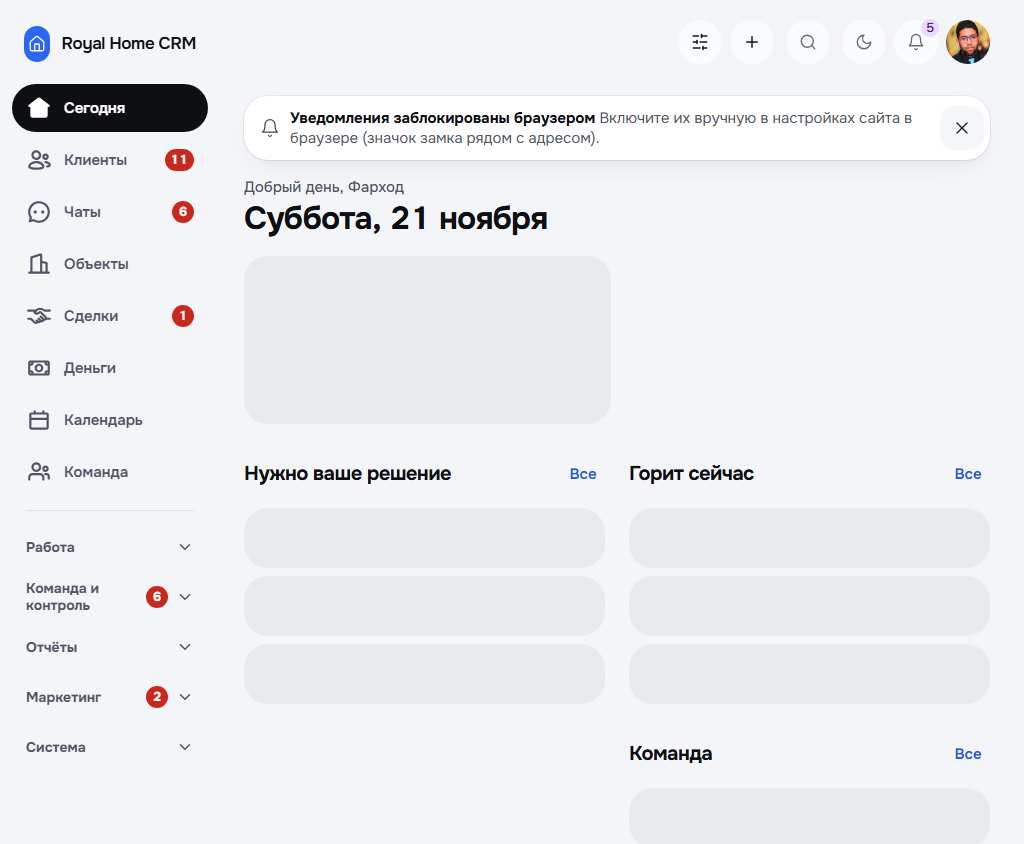 Royal Home CRM
5
Сегодня
Клиенты 11
Чаты 6
Объекты
Сделки 1
Деньги
Календарь
Команда
Работа
Команда и
контроль 6
Отчёты
Маркетинг 2
Система
Уведомления заблокированы браузером Включите их вручную в настройках сайта в
браузере (значок замка рядом с адресом).
Добрый день, Фарход
Суббота, 21 ноября
Нужно ваше решение Все
Горит сейчас Все
Команда Все